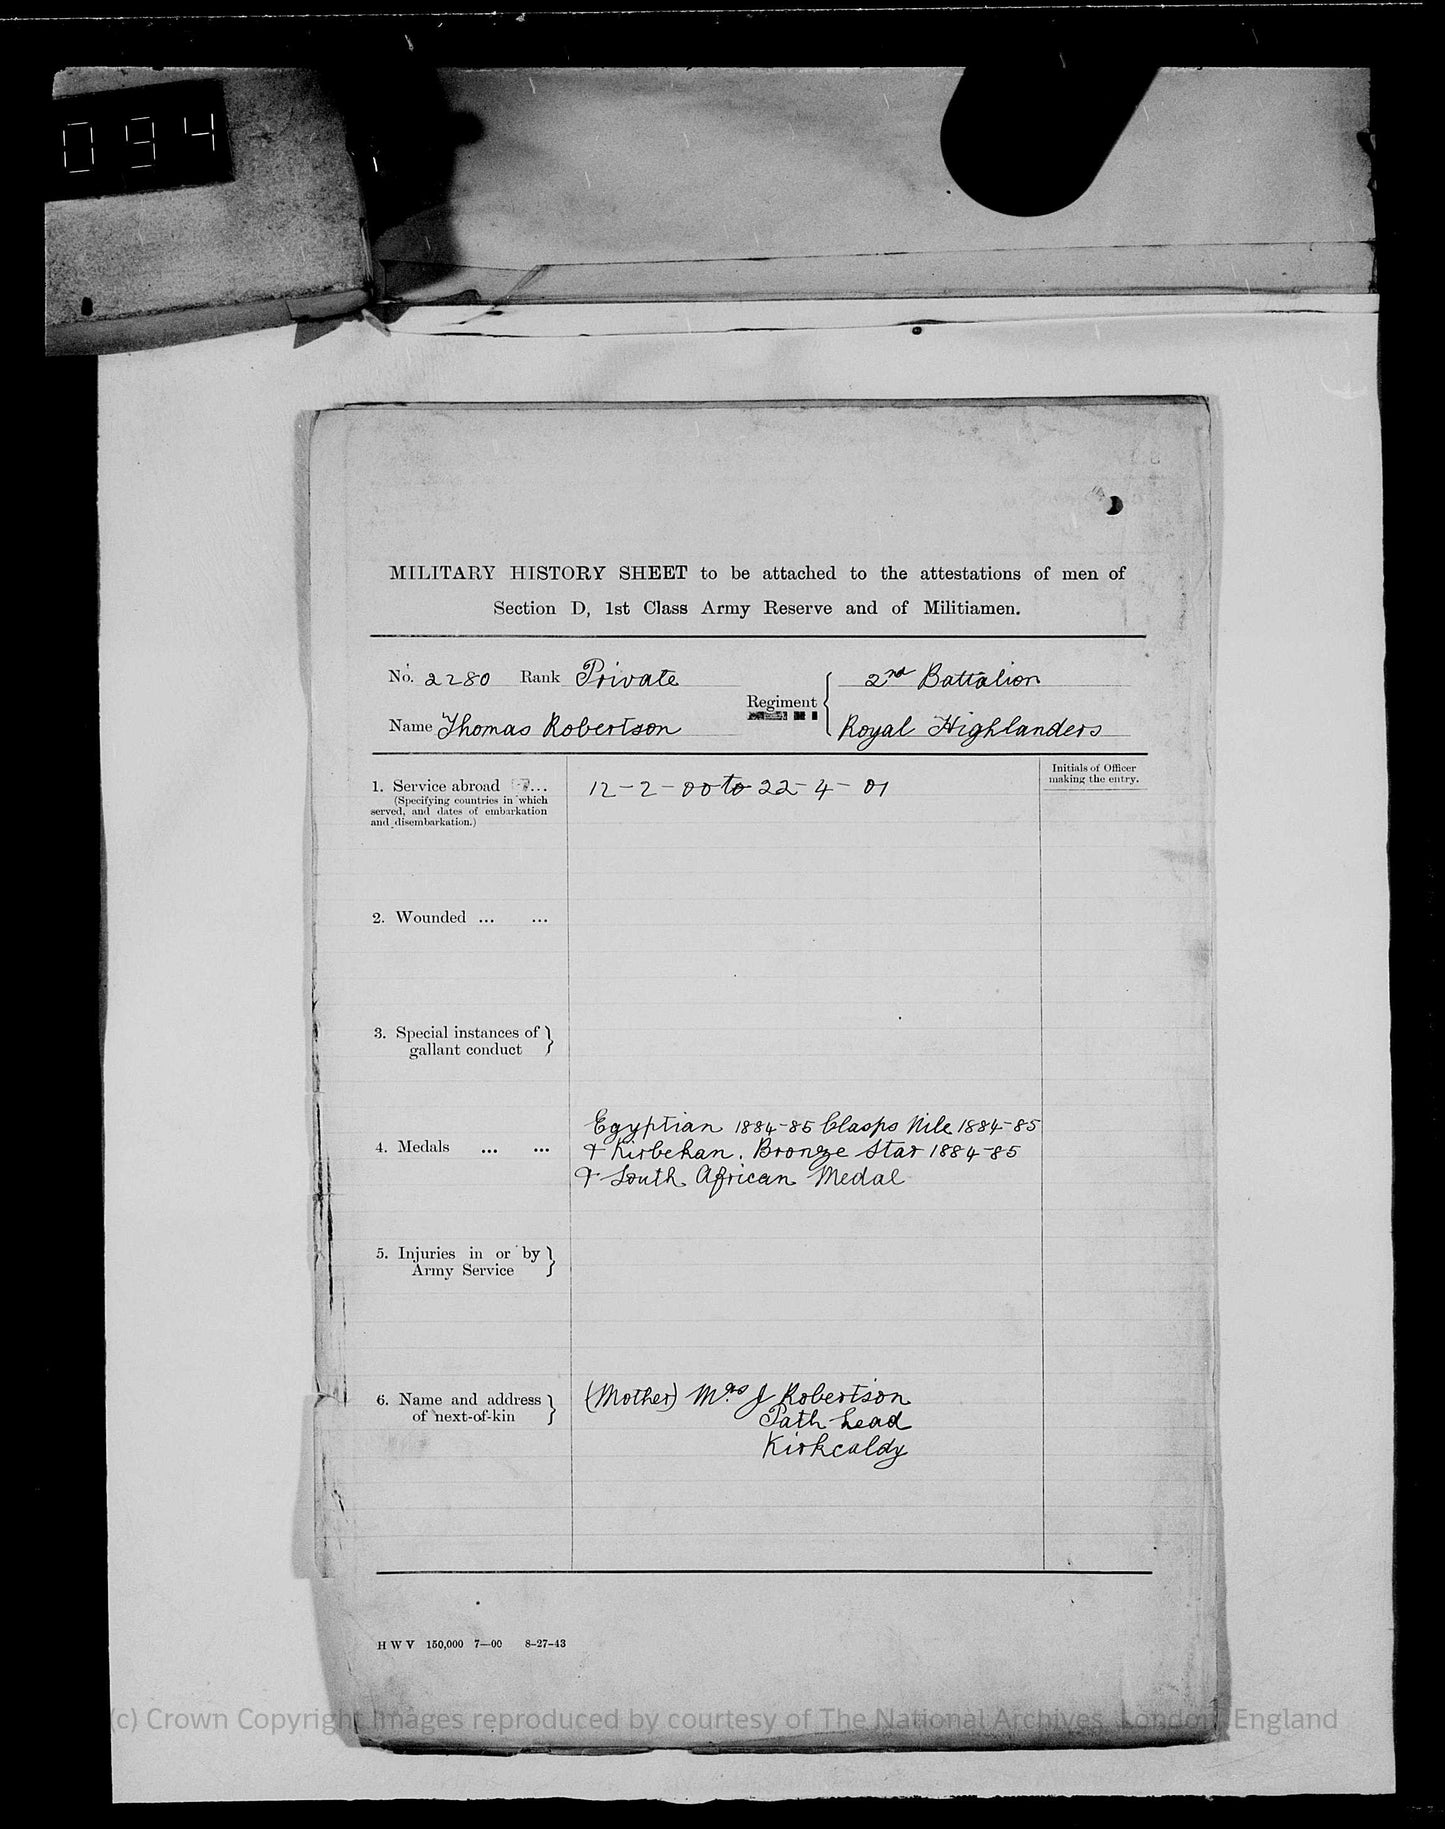 094
MILITARY HISTORY SHEET to be attached to the attestations of men of
Section D, 1st Class Army Reserve and of Militiamen.
No. 2280 Rank Private
Regiment
2nd Battalion
Name Thomas Robertson
Royal Highlanders
Initials of Officer
making the entry.
1. Service abroad ...
(Specifying countries in which
served, and dates of embarkation
and disembarkation.)
12-2-00 to 22-4-01
2. Wounded ... ...
3. Special instances of
gallant conduct
4. Medals ... ...
Egyptian 1884-85 Clasps Nile 1884-85
& Kirbekan. Bronze Star 1884-85
& South African Medal
5. Injuries in or by
Army Service
6. Name and address
of next-of-kin
(Mother) Mrs J Robertson
Path head
Kirkcaldy
H W V 150,000 7—00 8-27-43
(c) Crown Copyright Images reproduced by courtesy of The National Archives, London, England